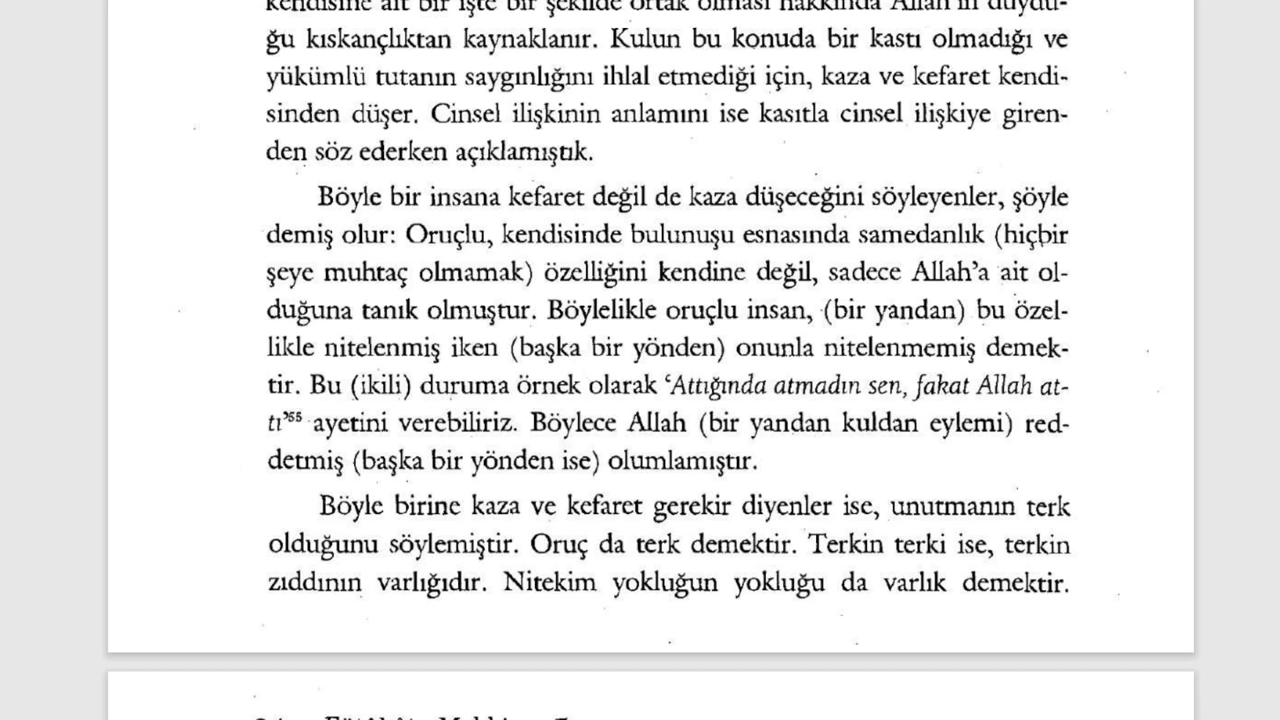 kendisine ait bir işte bir şekilde ortak olması hakkında Allah'ın duydu-
ğu kıskançlıktan kaynaklanır. Kulun bu konuda bir kastı olmadığı ve
yükümlü tutanın saygınlığını ihlal etmediği için, kaza ve kefaret kendi-
sinden düşer. Cinsel ilişkinin anlamını ise kasıtla cinsel ilişkiye giren-
den söz ederken açıklamıştık.
Böyle bir insana kefaret değil de kaza düşeceğini söyleyenler, şöyle
demiş olur: Oruçlu, kendisinde bulunuşu esnasında samedanlık (hiçbir
şeye muhtaç olmamak) özelliğini kendine değil, sadece Allah'a ait ol-
duğuna tanık olmuştur. Böylelikle oruçlu insan, (bir yandan) bu özel-
likle nitelenmiş iken (başka bir yönden) onunla nitelenmemiş demek-
tir. Bu (ikili) duruma örnek olarak ‘Attığında atmadın sen, fakat Allah at-
tı’⁵⁵ ayetini verebiliriz. Böylece Allah (bir yandan kuldan eylemi) red-
detmiş (başka bir yönden ise) olumlamıştır.
Böyle birine kaza ve kefaret gerekir diyenler ise, unutmanın terk
olduğunu söylemiştir. Oruç da terk demektir. Terkin terki ise, terkin
zıddının varlığıdır. Nitekim yokluğun yokluğu da varlık demektir.